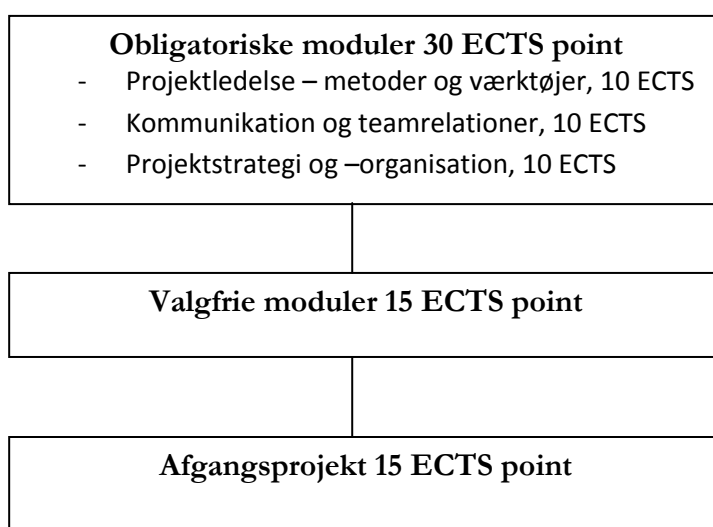 Obligatoriske moduler 30 ECTS point
- Projektledelse – metoder og værktøjer, 10 ECTS
- Kommunikation og teamrelationer, 10 ECTS
- Projektstrategi og –organisation, 10 ECTS
Valgfrie moduler 15 ECTS point
Afgangsprojekt 15 ECTS point